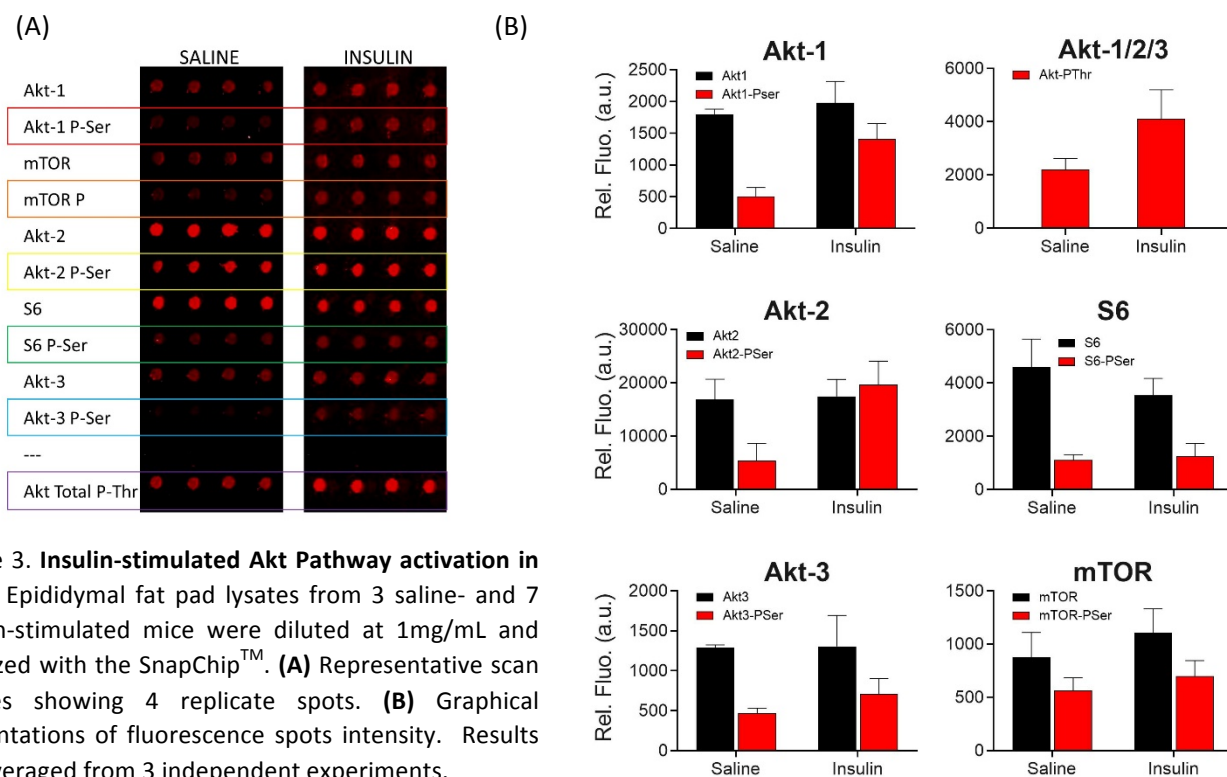 (A)
SALINE INSULIN
Akt-1
Akt-1 P-Ser
mTOR
mTOR P
Akt-2
Akt-2 P-Ser
S6
S6 P-Ser
Akt-3
Akt-3 P-Ser
---
Akt Total P-Thr
3. Insulin-stimulated Akt Pathway activation in
Epididymal fat pad lysates from 3 saline- and 7
-stimulated mice were diluted at 1mg/mL and
with the SnapChip™. (A) Representative scan
showing 4 replicate spots. (B) Graphical
of fluorescence spots intensity. Results
from 3 independent experiments.
(B)
Akt-1
Rel. Fluo. (a.u.)
2500
2000
1500
1000
500
0
Akt1
Akt1-Pser
Saline Insulin
Akt-1/2/3
6000
4000
2000
0
Akt-PThr
Saline Insulin
Akt-2
Rel. Fluo. (a.u.)
30000
20000
10000
0
Akt2
Akt2-PSer
Saline Insulin
S6
6000
4000
2000
0
S6
S6-PSer
Saline Insulin
Akt-3
Rel. Fluo. (a.u.)
2000
1500
1000
500
0
Akt3
Akt3-PSer
Saline Insulin
mTOR
1500
1000
500
0
mTOR
mTOR-PSer
Saline Insulin